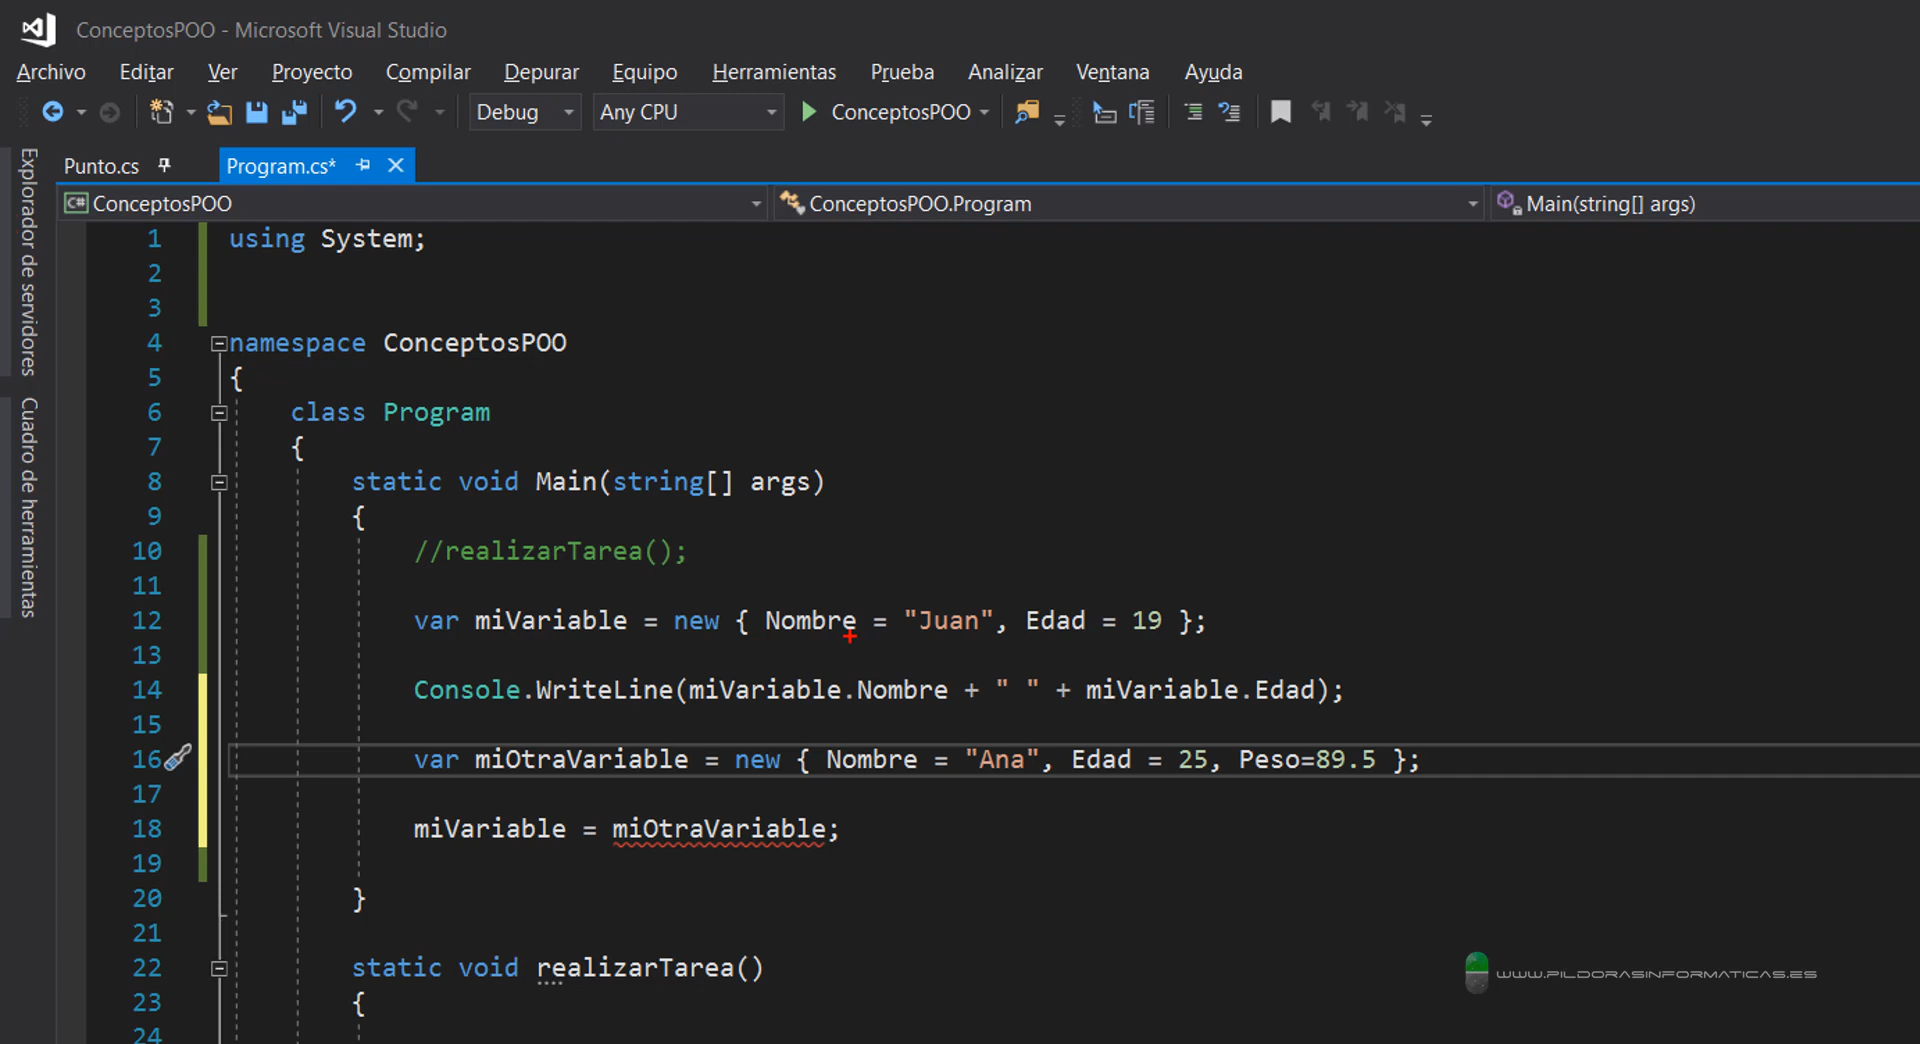 ConceptosPOO - Microsoft Visual Studio
Archivo Editar Ver Proyecto Compilar Depurar Equipo Herramientas Prueba Analizar Ventana Ayuda
Debug Any CPU ConceptosPOO
Explorador de servidores
Cuadro de herramientas
Punto.cs Program.cs*
C# ConceptosPOO ConceptosPOO.Program Main(string[] args)
1 using System;
2
3
4 namespace ConceptosPOO
5 {
6 class Program
7 {
8 static void Main(string[] args)
9 {
10 //realizarTarea();
11
12 var miVariable = new { Nombre = "Juan", Edad = 19 };
13
14 Console.WriteLine(miVariable.Nombre + " " + miVariable.Edad);
15
16 var miOtraVariable = new { Nombre = "Ana", Edad = 25, Peso=89.5 };
17
18 miVariable = miOtraVariable;
19
20 }
21
22 static void realizarTarea()
23 {
24
WWW.PILDORASINFORMATICAS.ES